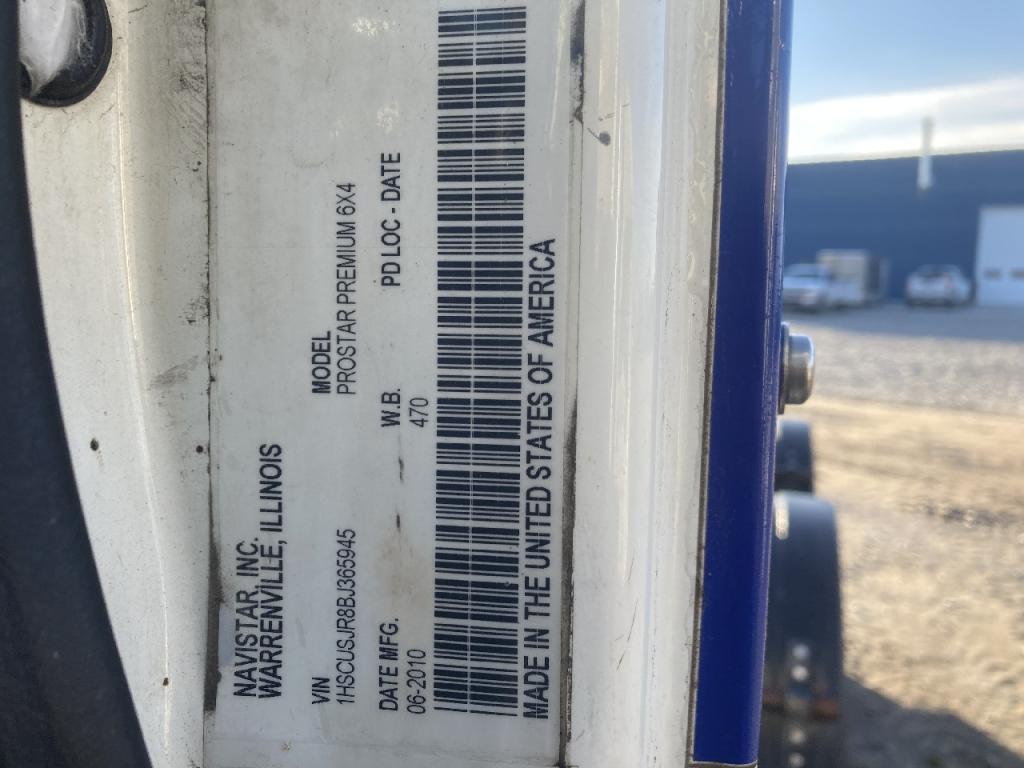 NAVISTAR, INC.
WARRENVILLE, ILLINOIS
VIN MODEL
1HSCUSJR8BJ365945 PROSTAR PREMIUM 6X4
DATE MFG. W.B. PD LOC - DATE
06-2010 470
MADE IN THE UNITED STATES OF AMERICA